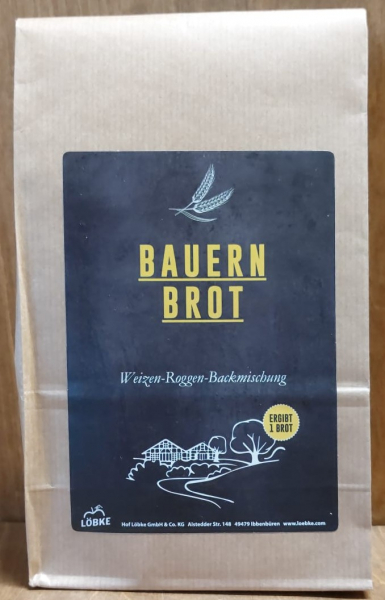 BAUERN
BROT
Weizen-Roggen-Backmischung
ERGIBT
1 BROT
LÖBKE
Hof Löbke GmbH & Co. KG Alstedder Str. 148 49479 Ibbenbüren www.loebke.com